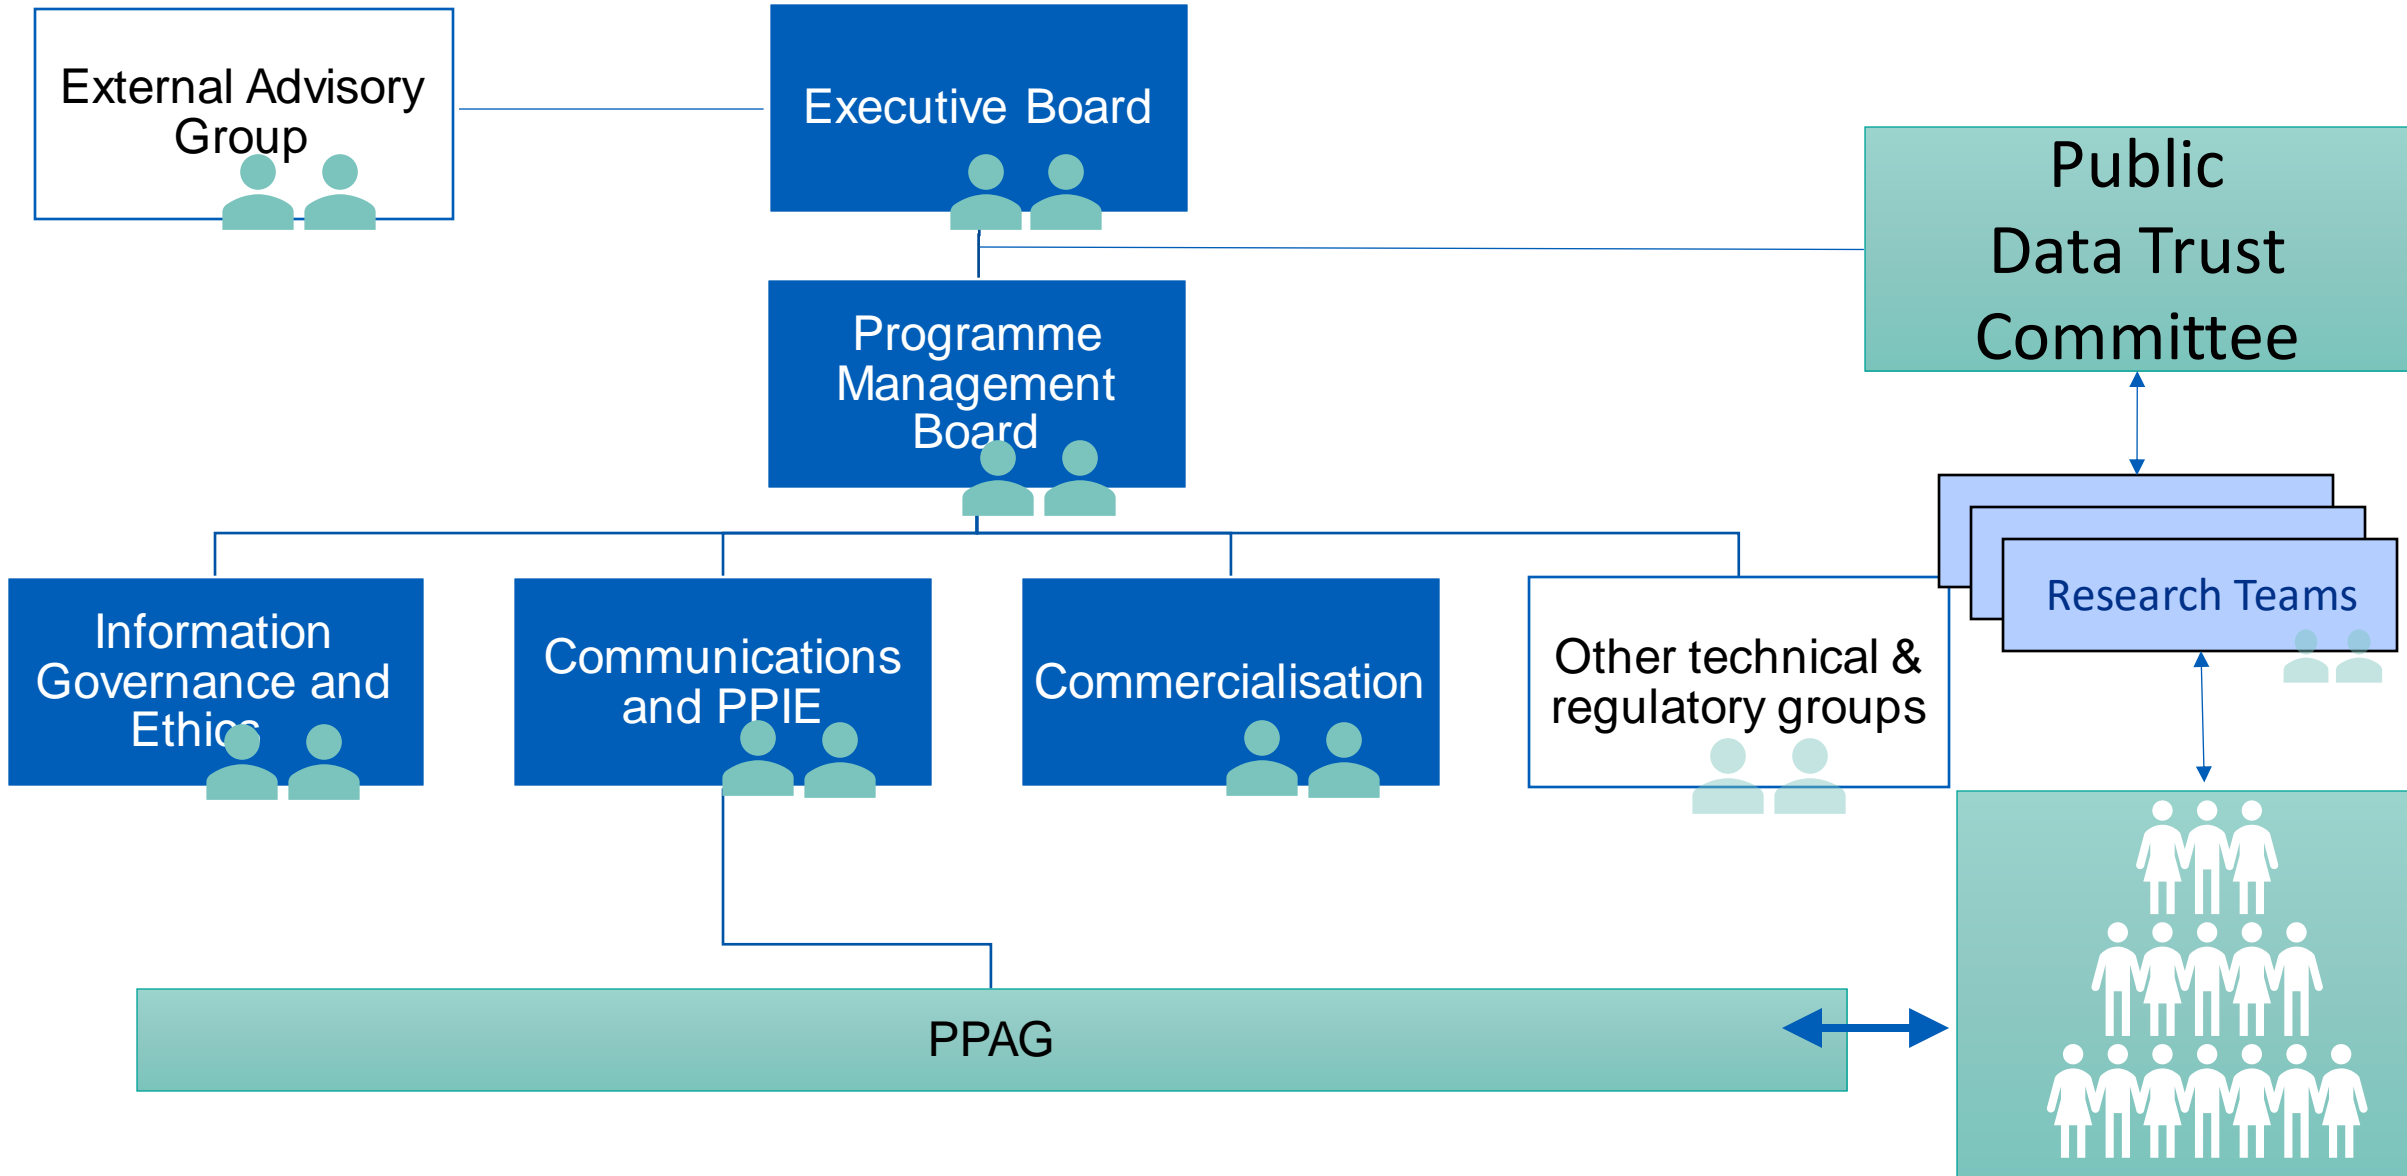 External Advisory
Group
Executive Board
Public
Data Trust
Committee
Programme
Management
Board
Research Teams
Information
Governance and
Ethics
Communications
and PPIE
Commercialisation
Other technical &
regulatory groups
PPAG